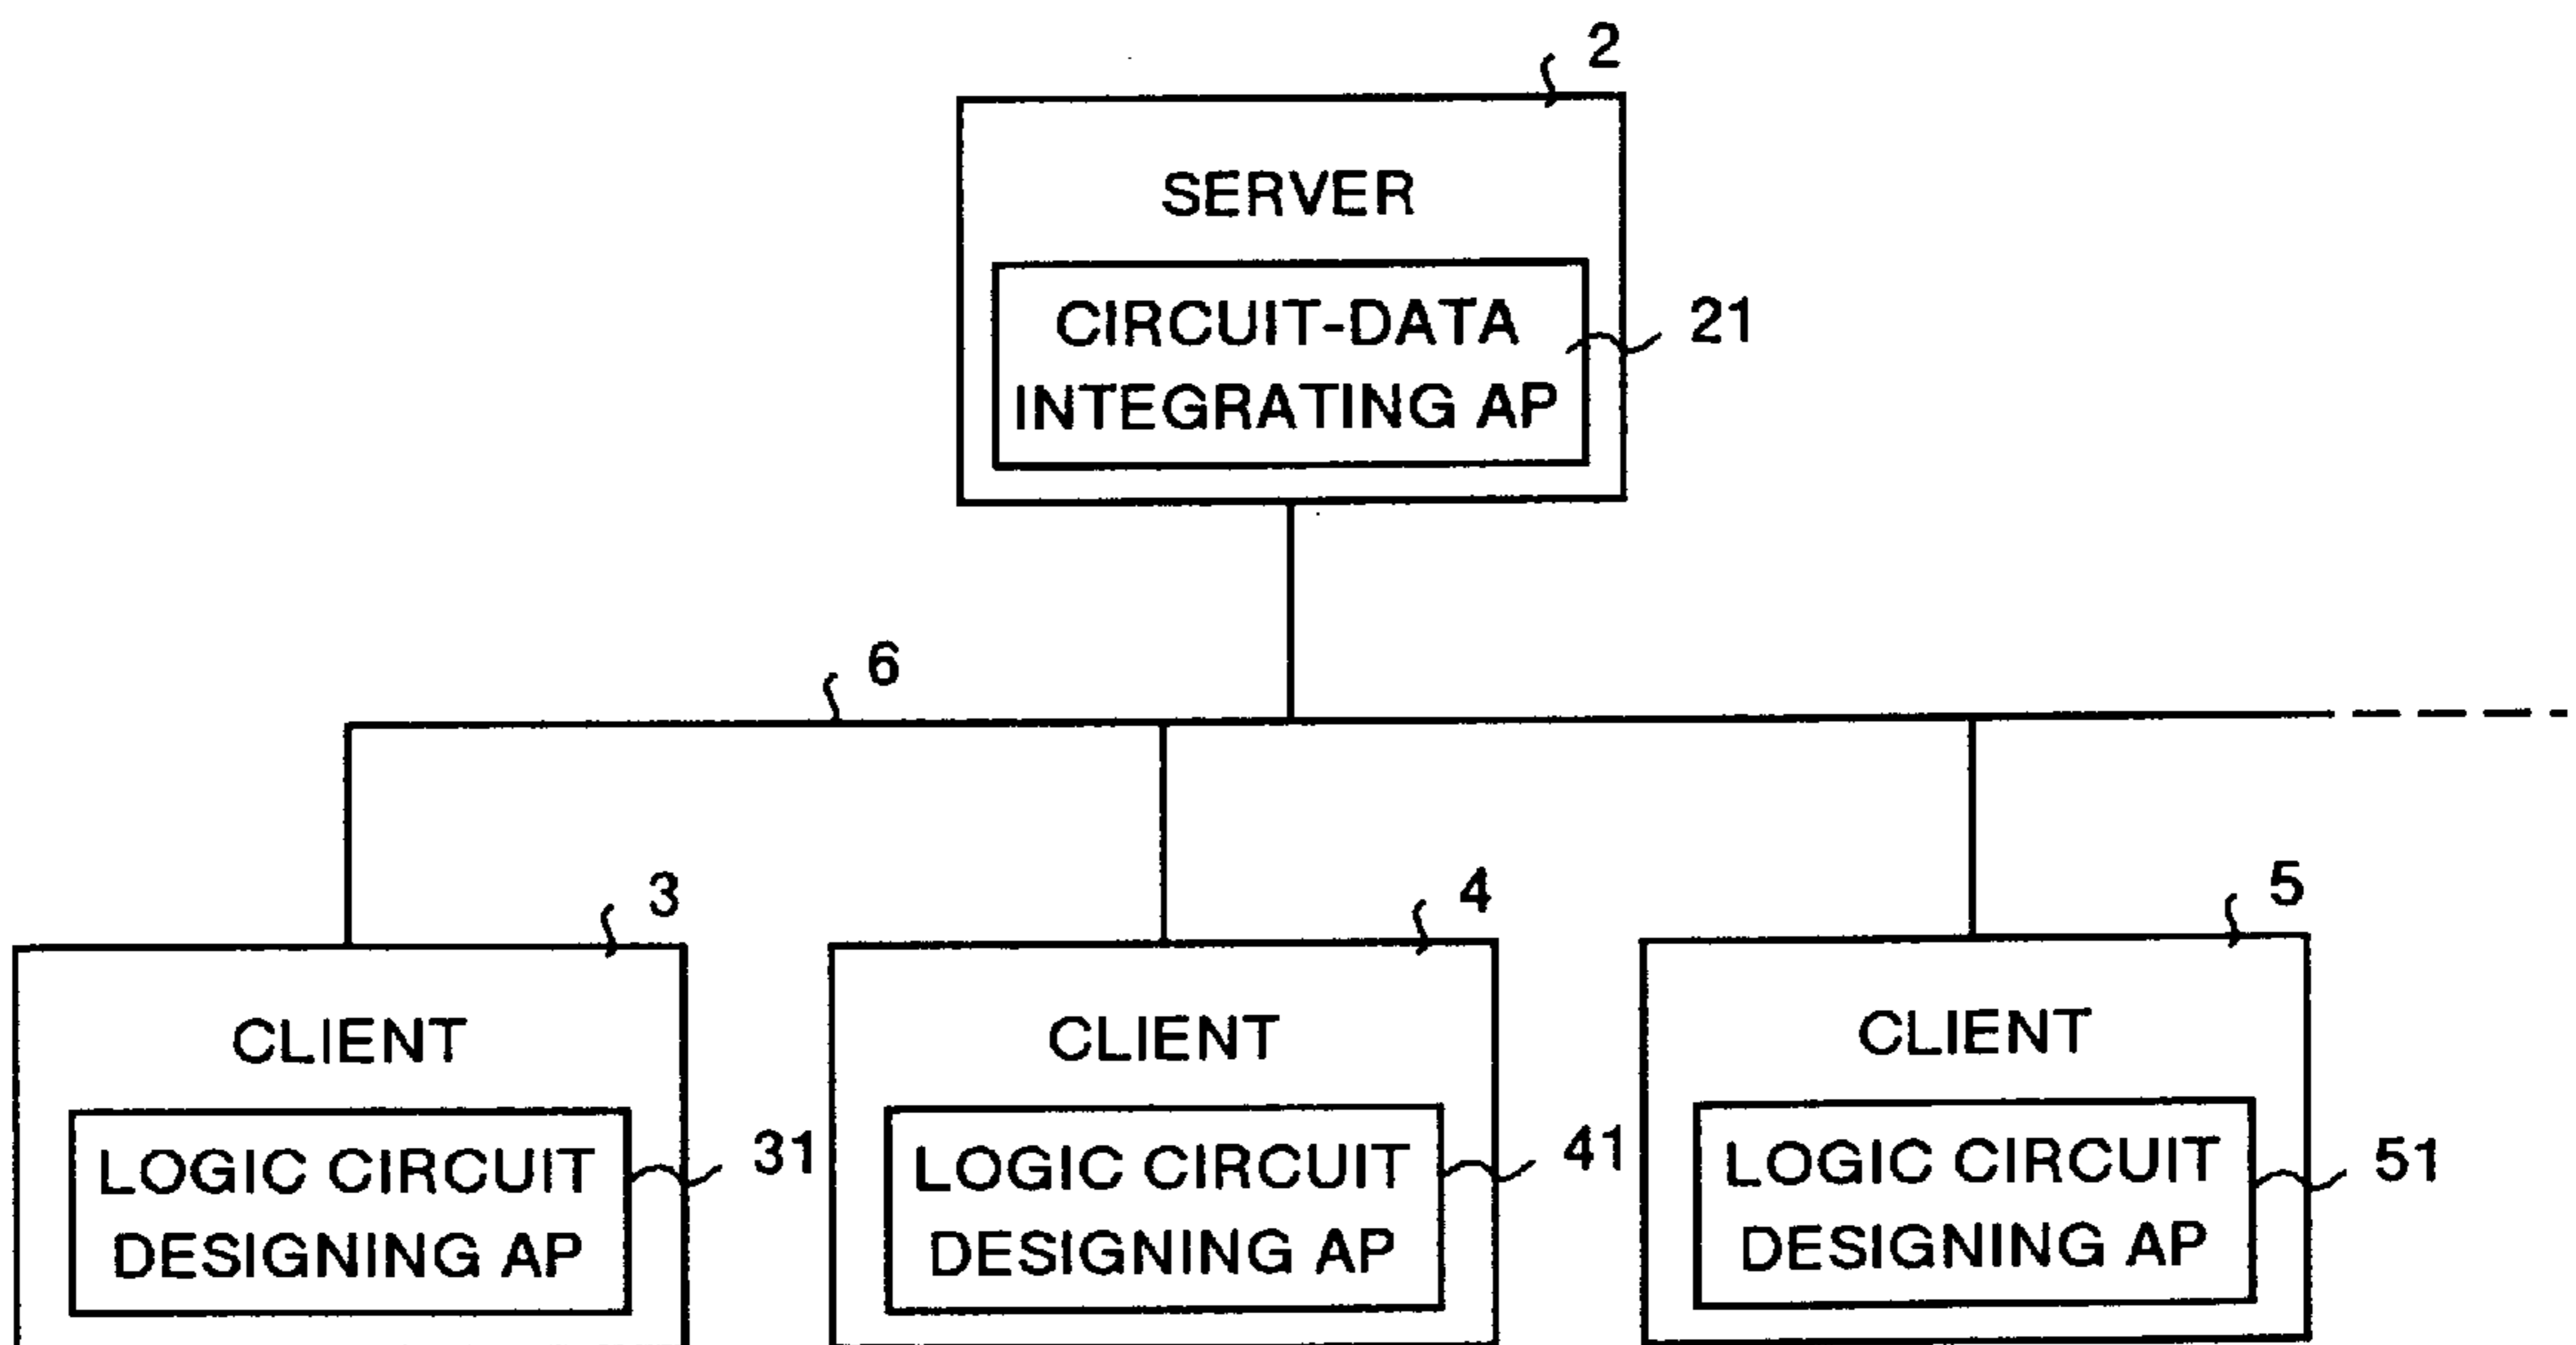 2
SERVER
CIRCUIT-DATA
INTEGRATING AP
21
6
3
4
5
CLIENT
CLIENT
CLIENT
LOGIC CIRCUIT
DESIGNING AP
31
LOGIC CIRCUIT
DESIGNING AP
41
LOGIC CIRCUIT
DESIGNING AP
51